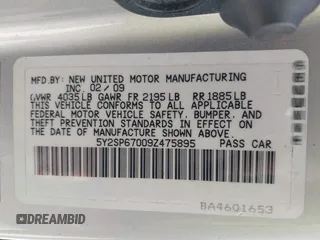 MFD. BY: NEW UNITED MOTOR MANUFACTURING
INC. 02/09
GVWR 4035LB GAWR FR 2195LB RR 1885LB
THIS VEHICLE CONFORMS TO ALL APPLICABLE
FEDERAL MOTOR VEHICLE SAFETY, BUMPER, AND
THEFT PREVENTION STANDARDS IN EFFECT ON
THE DATE OF MANUFACTURE SHOWN ABOVE.
5Y2SP67009Z475895 PASS CAR
BA46Q1653
DREAMBID